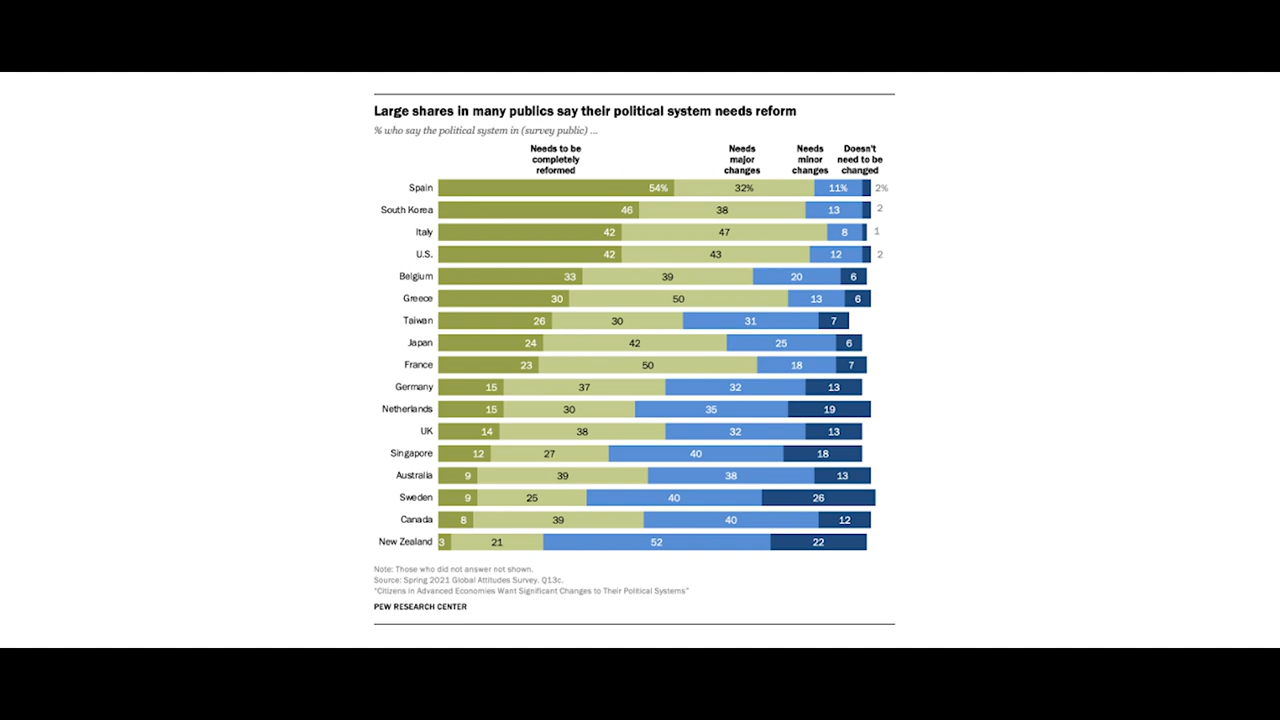 Large shares in many publics say their political system needs reform
% who say the political system in (survey public) ...
Needs to be completely reformed
Needs major changes
Needs minor changes
Doesn't need to be changed
Spain 54% 32% 11% 2%
South Korea 46 38 13 2
Italy 42 47 8 1
U.S. 42 43 12 2
Belgium 33 39 20 6
Greece 30 50 13 6
Taiwan 26 30 31 7
Japan 24 42 25 6
France 23 50 18 7
Germany 15 37 32 13
Netherlands 15 30 35 19
UK 14 38 32 13
Singapore 12 27 40 18
Australia 9 39 38 13
Sweden 9 25 40 26
Canada 8 39 40 12
New Zealand 3 21 52 22
Note: Those who did not answer not shown.
Source: Spring 2021 Global Attitudes Survey. Q13c.
"Citizens in Advanced Economies Want Significant Changes to Their Political Systems"
PEW RESEARCH CENTER